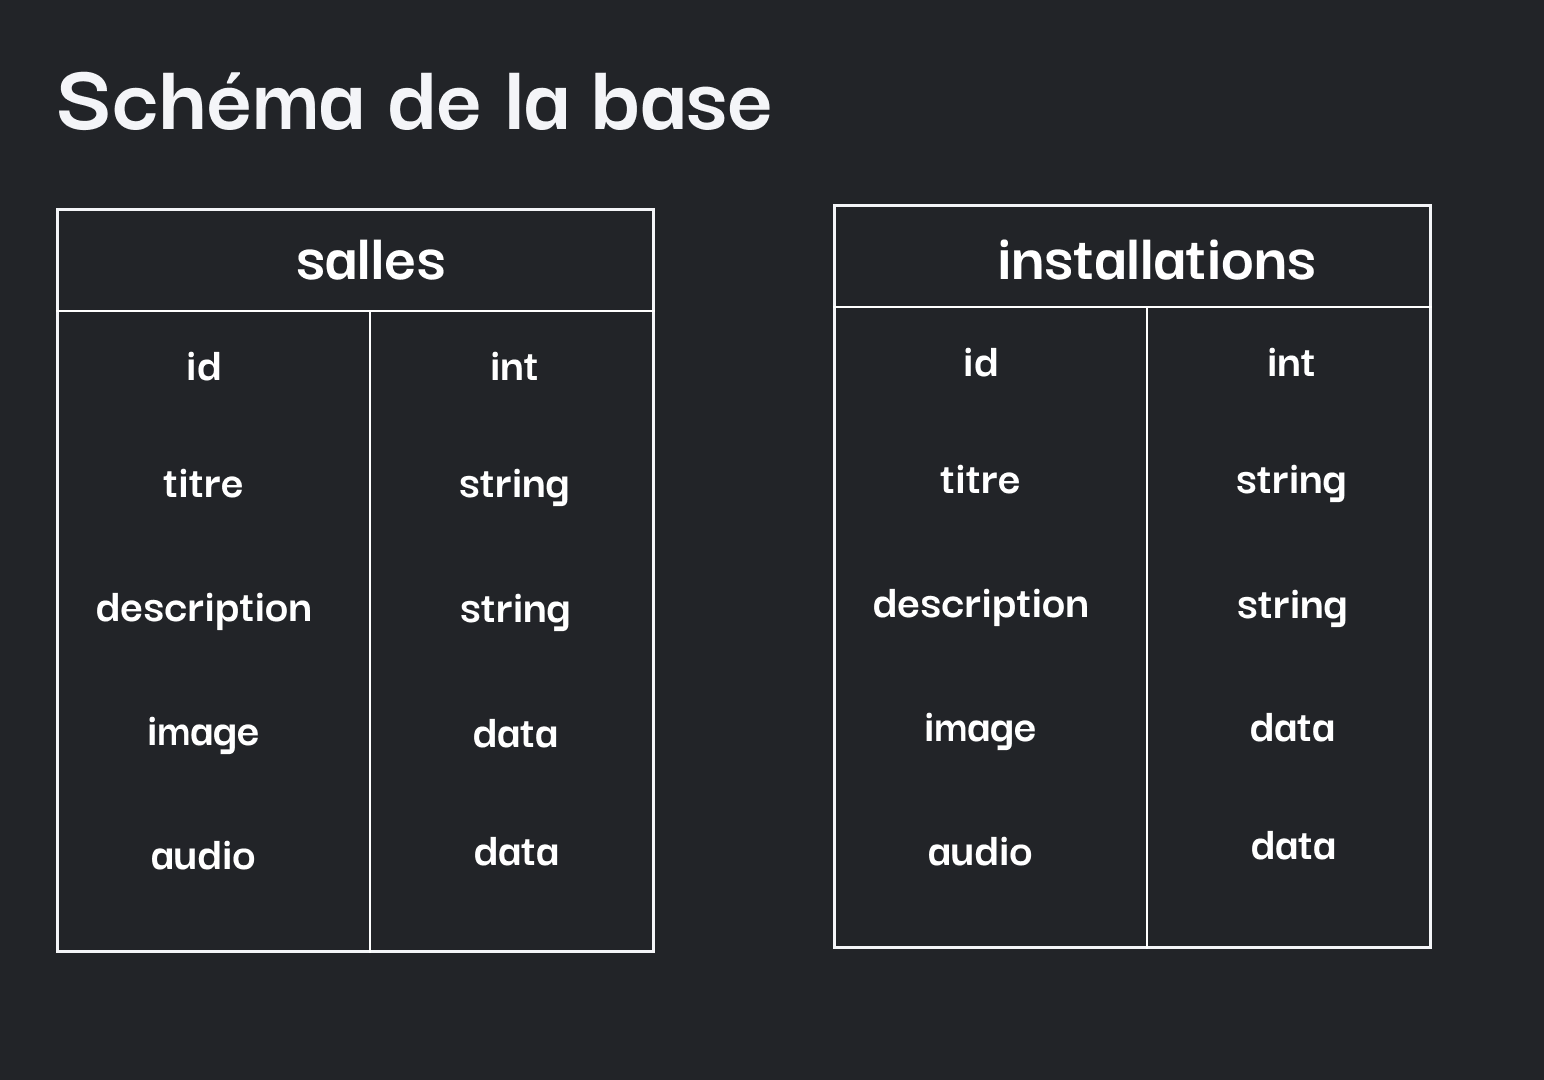 Schéma de la base
salles
id int
titre string
description string
image data
audio data
installations
id int
titre string
description string
image data
audio data